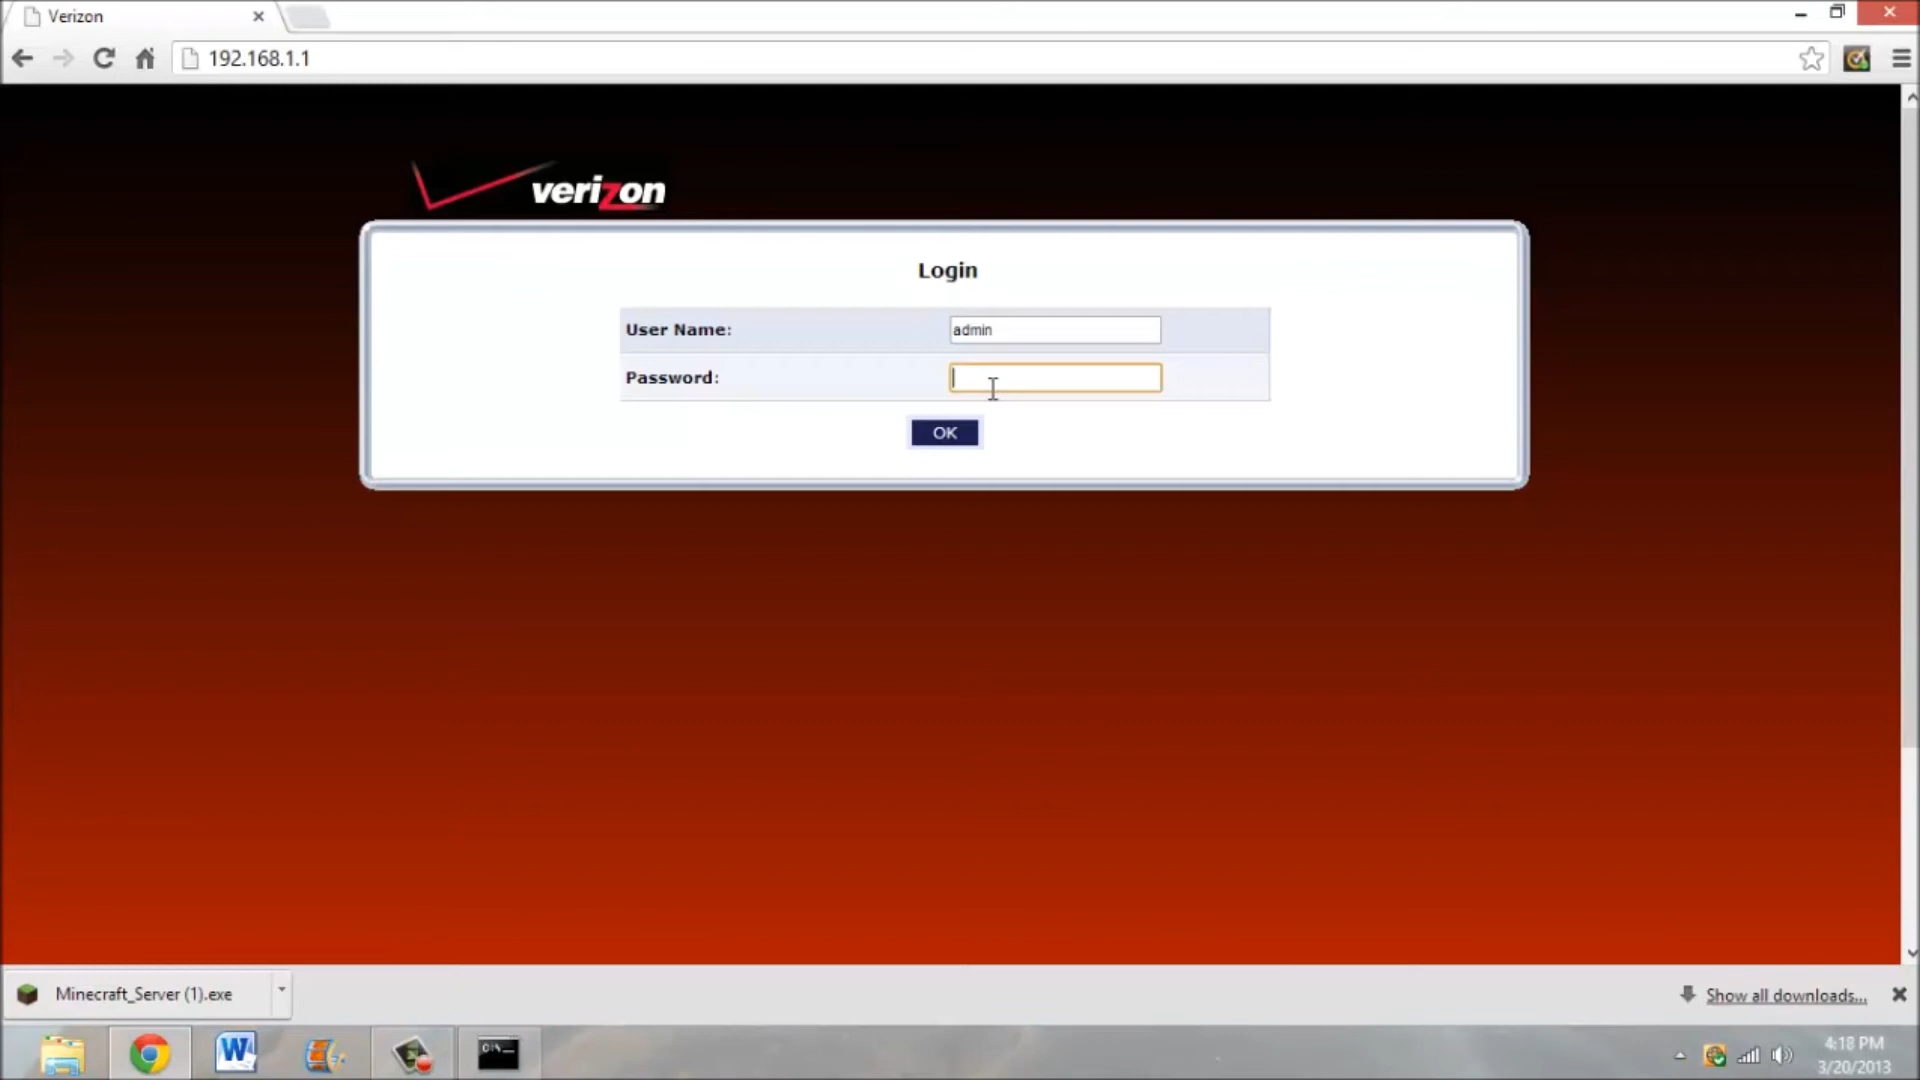 Verizon
192.168.1.1
verizon
Login
User Name: admin
Password:
OK
Minecraft_Server (1).exe
Show all downloads...
W
C:\
4:18 PM
3/20/2013